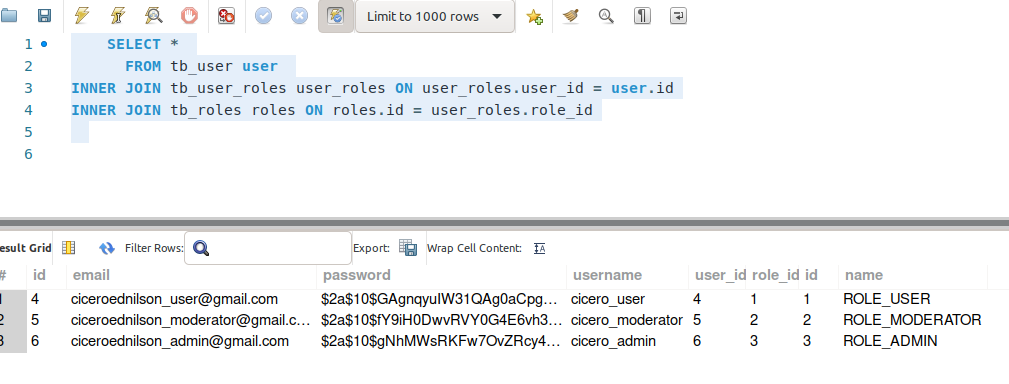 Limit to 1000 rows
1 SELECT *
2 FROM tb_user user
3 INNER JOIN tb_user_roles user_roles ON user_roles.user_id = user.id
4 INNER JOIN tb_roles roles ON roles.id = user_roles.role_id
5
6
esult Grid Filter Rows: Export: Wrap Cell Content: IA
# id email password username user_id role_id id name
1 4 ciceroednilson_user@gmail.com $2a$10$GAgnqyuIW31QAg0aCpg... cicero_user 4 1 1 ROLE_USER
2 5 ciceroednilson_moderator@gmail.c... $2a$10$fY9iH0DwvRVY0G4E6vh3... cicero_moderator 5 2 2 ROLE_MODERATOR
3 6 ciceroednilson_admin@gmail.com $2a$10$gNhMWsRKFw7OvZRcy4... cicero_admin 6 3 3 ROLE_ADMIN